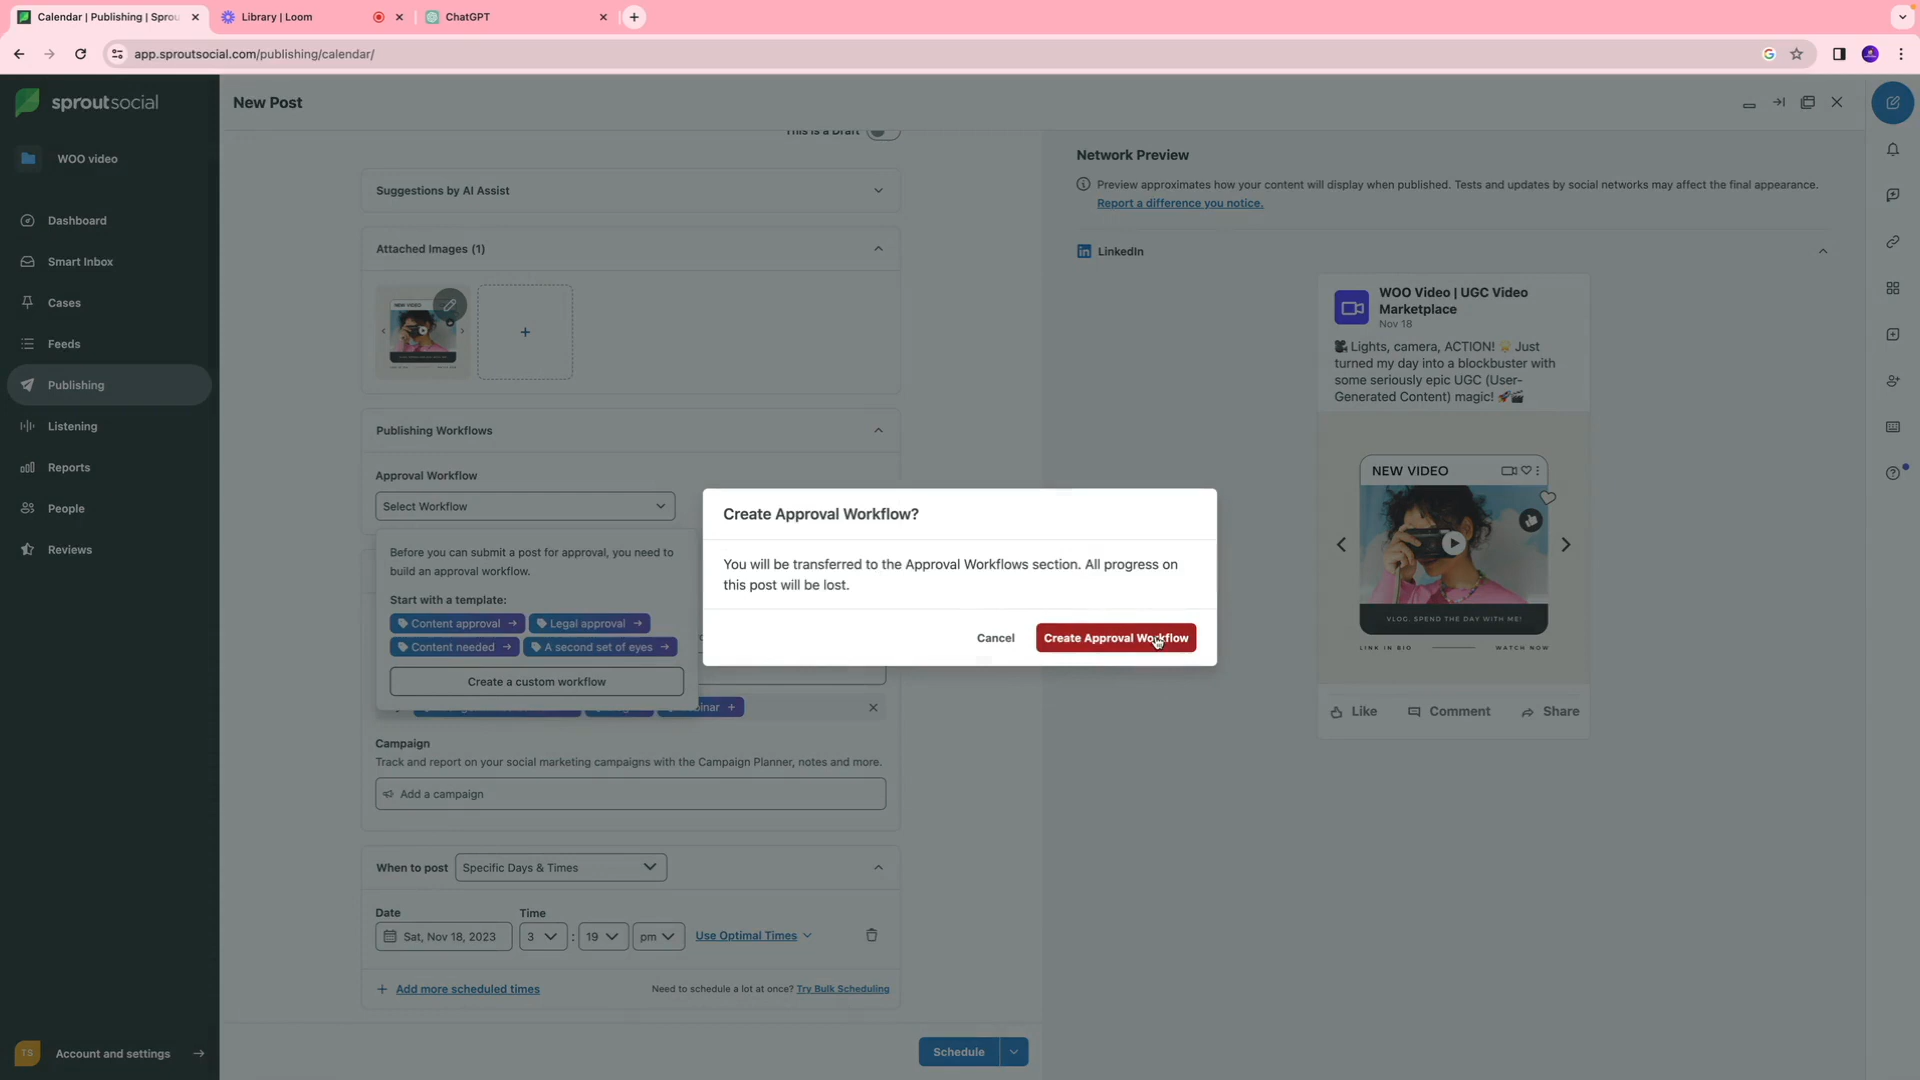 Calendar | Publishing | Sprou
Library | Loom
ChatGPT
app.sproutsocial.com/publishing/calendar/
sproutsocial
New Post
WOO video
Dashboard
Smart Inbox
Cases
Feeds
Publishing
Listening
Reports
People
Reviews
TS
Account and settings
This is a Draft
Suggestions by AI Assist
Attached Images (1)
NEW VIDEO
Publishing Workflows
Approval Workflow
Select Workflow
Before you can submit a post for approval, you need to
build an approval workflow.
Start with a template:
Content approval → Legal approval →
Content needed → A second set of eyes →
Create a custom workflow
Campaign
Track and report on your social marketing campaigns with the Campaign Planner, notes and more.
Add a campaign
When to post Specific Days & Times
Date Time
Sat, Nov 18, 2023 3 : 19 pm Use Optimal Times
+ Add more scheduled times
Need to schedule a lot at once? Try Bulk Scheduling
Schedule
Create Approval Workflow?
You will be transferred to the Approval Workflows section. All progress on
this post will be lost.
Cancel Create Approval Workflow
Network Preview
Preview approximates how your content will display when published. Tests and updates by social networks may affect the final appearance.
Report a difference you notice.
LinkedIn
WOO Video | UGC Video
Marketplace
Nov 18
🎥 Lights, camera, ACTION! 🌟 Just
turned my day into a blockbuster with
some seriously epic UGC (User-
Generated Content) magic! 🚀🎬
NEW VIDEO
VLOG. SPEND THE DAY WITH ME!
LINK IN BIO WATCH NOW
Like Comment Share